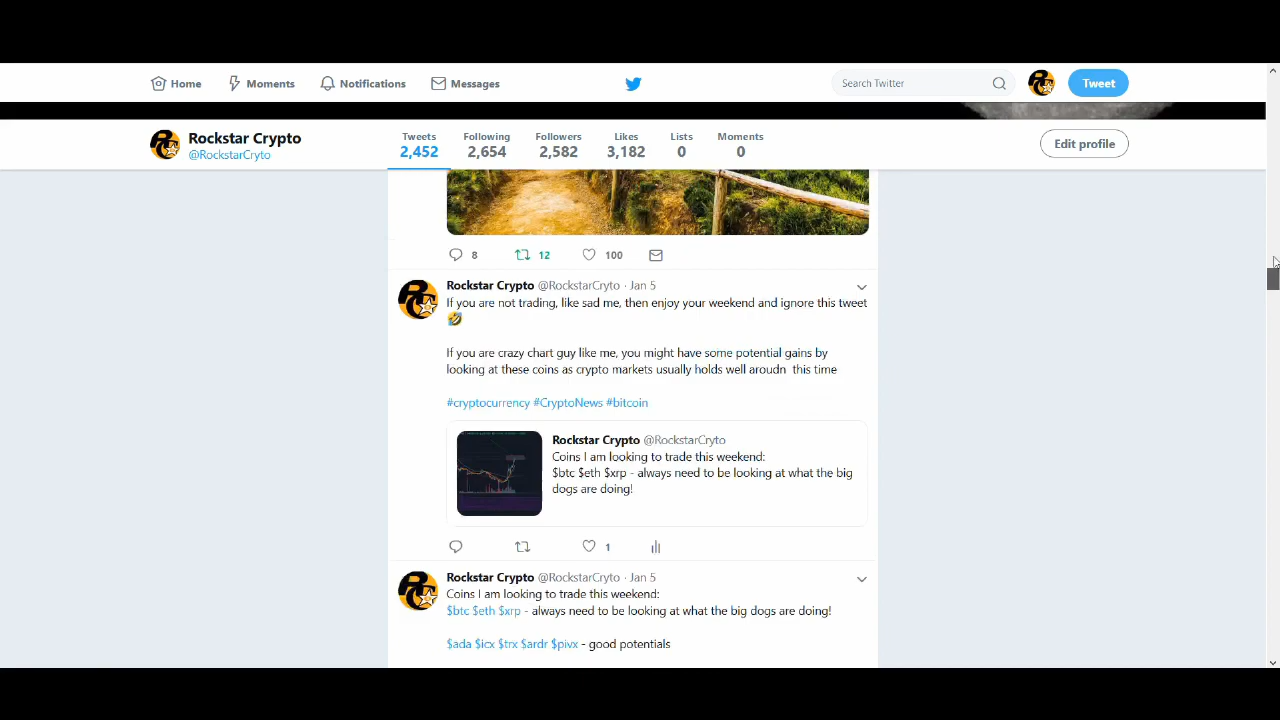 Home Moments Notifications Messages Search Twitter Tweet
Rockstar Crypto
@RockstarCryto
Tweets Following Followers Likes Lists Moments
2,452 2,654 2,582 3,182 0 0
Edit profile
8 12 100
Rockstar Crypto @RockstarCryto · Jan 5
If you are not trading, like sad me, then enjoy your weekend and ignore this tweet
🤣
If you are crazy chart guy like me, you might have some potential gains by
looking at these coins as crypto markets usually holds well aroudn this time
#cryptocurrency #CryptoNews #bitcoin
Rockstar Crypto @RockstarCryto
Coins I am looking to trade this weekend:
$btc $eth $xrp - always need to be looking at what the big
dogs are doing!
1
Rockstar Crypto @RockstarCryto · Jan 5
Coins I am looking to trade this weekend:
$btc $eth $xrp - always need to be looking at what the big dogs are doing!
$ada $icx $trx $ardr $pivx - good potentials